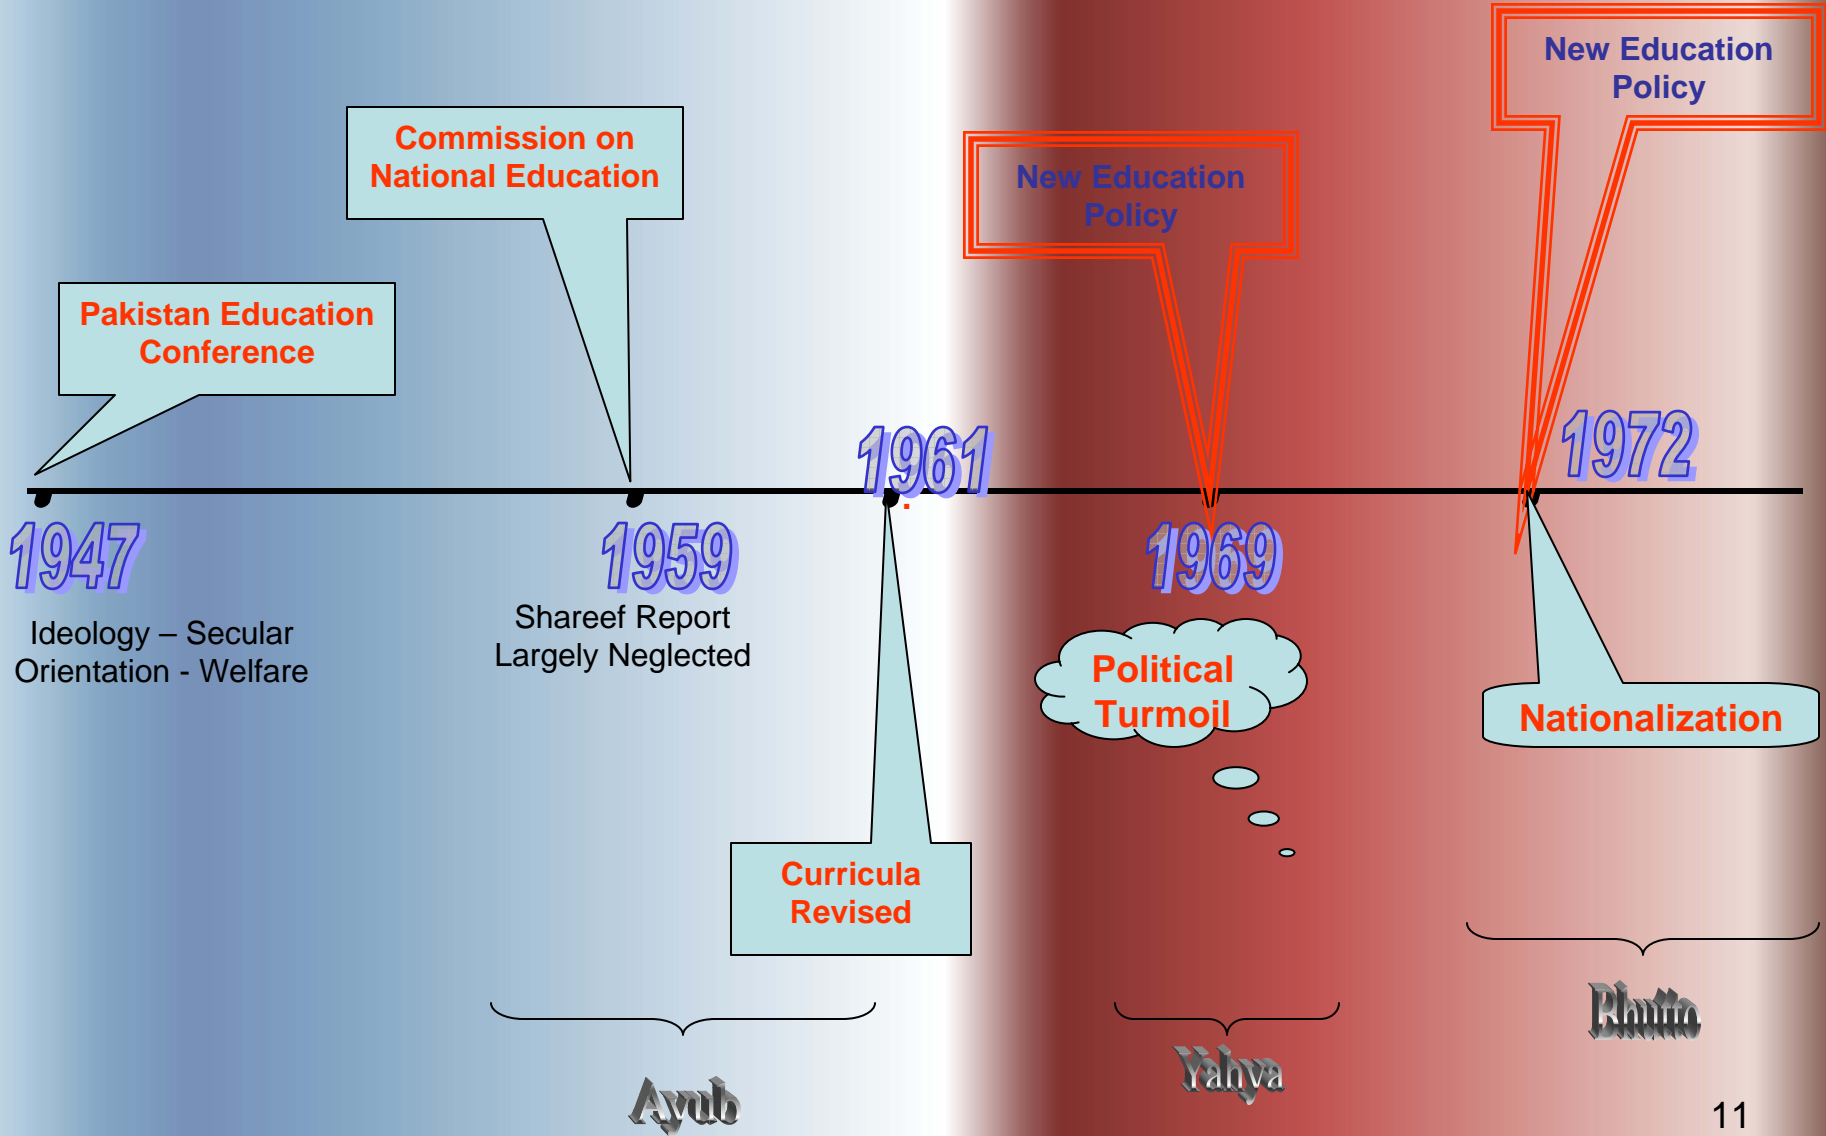 New Education
Policy
Commission on
National Education
New Education
Policy
Pakistan Education
Conference
1961
1972
.
1947
1959
1969
Ideology – Secular
Orientation - Welfare
Shareef Report
Largely Neglected
Political
Turmoil
Nationalization
Curricula
Revised
Ayub
Yahya
Bhutto
11